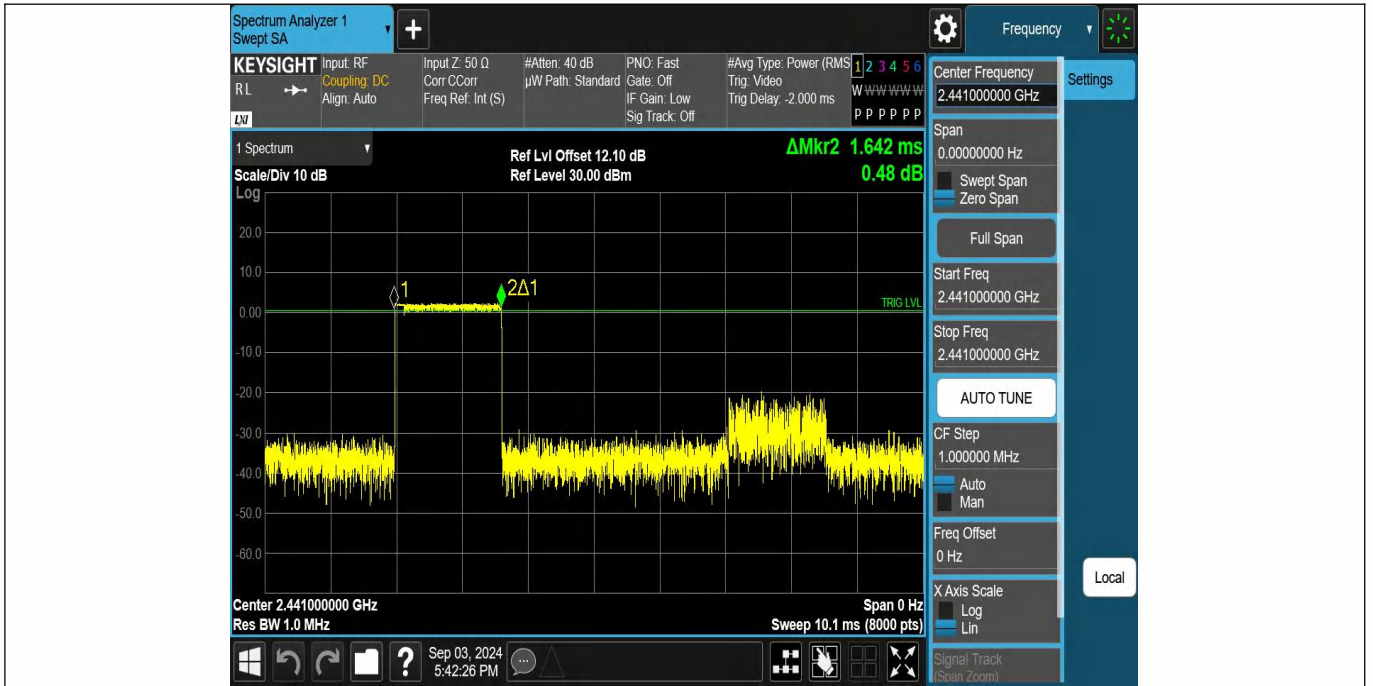 Spectrum Analyzer 1
Swept SA
+
Frequency
KEYSIGHT
RL
LXI
Input: RF
Coupling: DC
Align: Auto
Input Z: 50 Ω
Corr CCorr
Freq Ref: Int (S)
#Atten: 40 dB
µW Path: Standard
PNO: Fast
Gate: Off
IF Gain: Low
Sig Track: Off
#Avg Type: Power (RMS
Trig: Video
Trig Delay: -2.000 ms
1 2 3 4 5 6
W W W W W W
P P P P P P
1 Spectrum
Scale/Div 10 dB
Log
Ref Lvl Offset 12.10 dB
Ref Level 30.00 dBm
ΔMkr2 1.642 ms
0.48 dB
20.0
10.0
0.00
-10.0
-20.0
-30.0
-40.0
-50.0
-60.0
1
2Δ1
TRIG LVL
Center 2.441000000 GHz
Res BW 1.0 MHz
Span 0 Hz
Sweep 10.1 ms (8000 pts)
Sep 03, 2024
5:42:26 PM
Center Frequency
2.441000000 GHz
Settings
Span
0.00000000 Hz
Swept Span
Zero Span
Full Span
Start Freq
2.441000000 GHz
Stop Freq
2.441000000 GHz
AUTO TUNE
CF Step
1.000000 MHz
Auto
Man
Freq Offset
0 Hz
X Axis Scale
Log
Lin
Local
Signal Track
(Span Zoom)